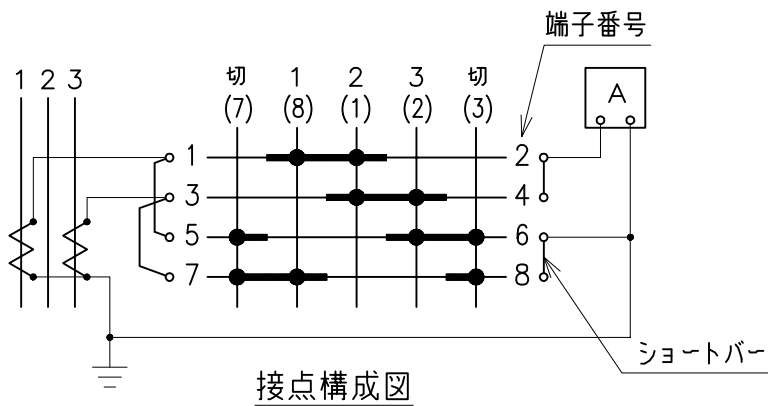 端子番号
1 2 3
切 1 2 3 切
(7) (8) (1) (2) (3)
A
1 2
3 4
5 6
7 8
ショートバー
接点構成図